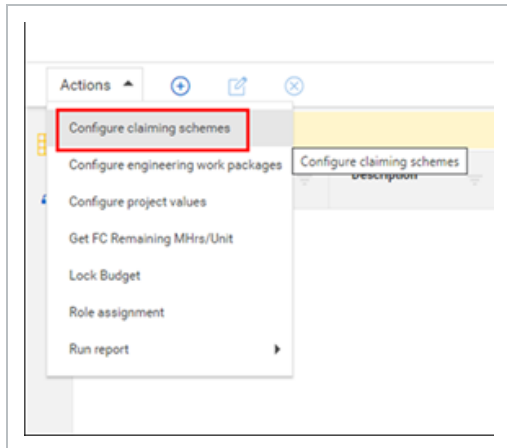 Actions
Configure claiming schemes
Configure engineering work packages
Configure claiming schemes
Description
Configure project values
Get FC Remaining MHrs/Unit
Lock Budget
Role assignment
Run report